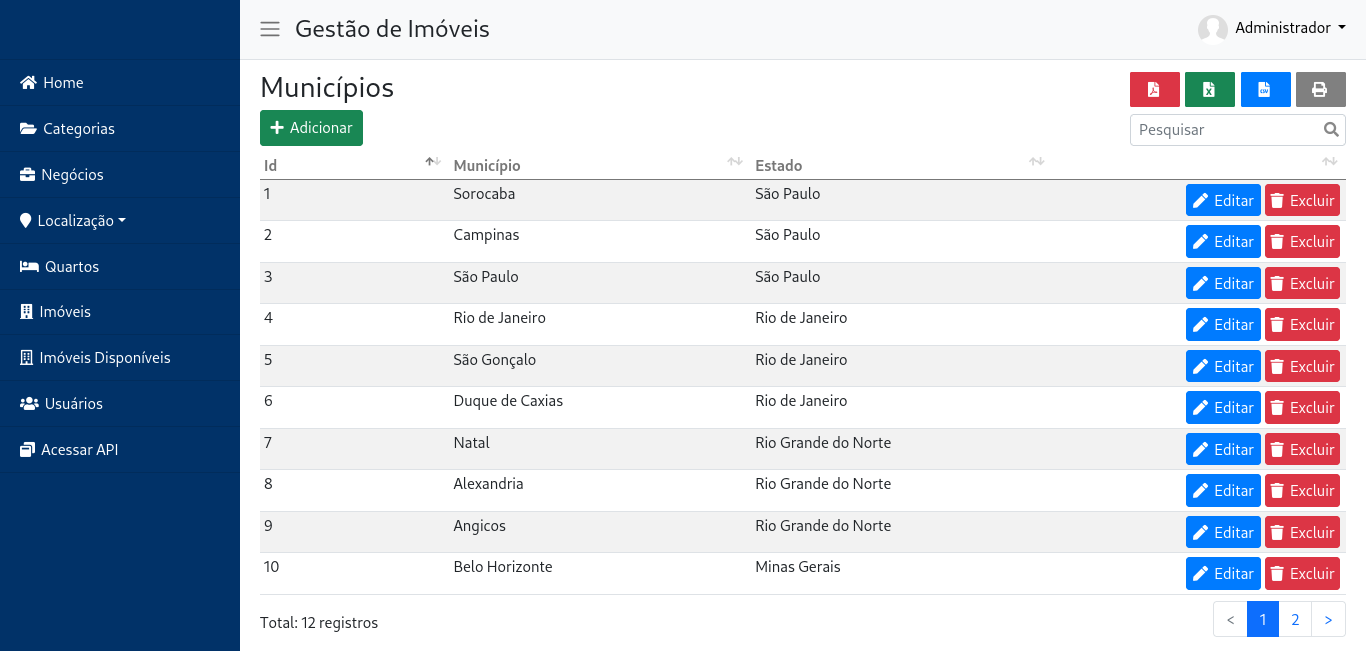 Gestão de Imóveis
Administrador
Home
Categorias
Negócios
Localização
Quartos
Imóveis
Imóveis Disponíveis
Usuários
Acessar API
Municípios
Adicionar
Pesquisar
Id Município Estado
1 Sorocaba São Paulo Editar Excluir
2 Campinas São Paulo Editar Excluir
3 São Paulo São Paulo Editar Excluir
4 Rio de Janeiro Rio de Janeiro Editar Excluir
5 São Gonçalo Rio de Janeiro Editar Excluir
6 Duque de Caxias Rio de Janeiro Editar Excluir
7 Natal Rio Grande do Norte Editar Excluir
8 Alexandria Rio Grande do Norte Editar Excluir
9 Angicos Rio Grande do Norte Editar Excluir
10 Belo Horizonte Minas Gerais Editar Excluir
Total: 12 registros
< 1 2 >